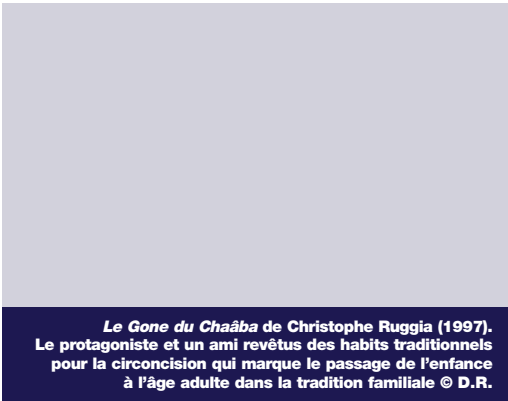 Le Gone du Chaâba de Christophe Ruggia (1997).
Le protagoniste et un ami revêtus des habits traditionnels
pour la circoncision qui marque le passage de l’enfance
à l’âge adulte dans la tradition familiale © D.R.